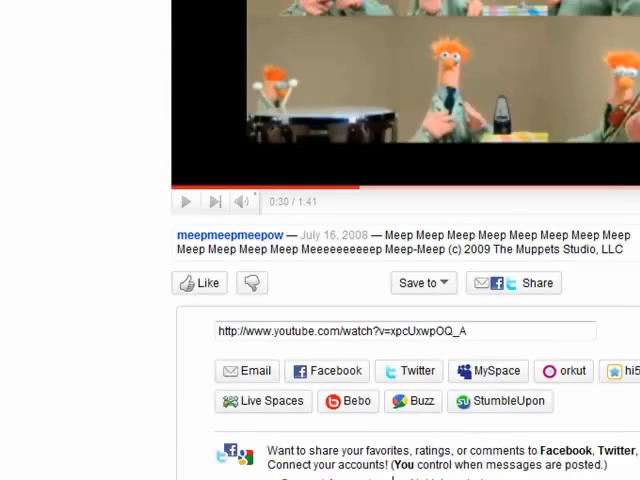 0:30 / 1:41
meepmeepmeepow — July 16, 2008 — Meep Meep Meep Meep Meep Meep Meep Meep
Meep Meep Meep Meep Meeeeeeeeeep Meep-Meep (c) 2009 The Muppets Studio, LLC
Like Save to Share
http://www.youtube.com/watch?v=xpcUxwpOQ_A
Email Facebook Twitter MySpace orkut hi5
Live Spaces Bebo Buzz StumbleUpon
Want to share your favorites, ratings, or comments to Facebook, Twitter,
Connect your accounts! (You control when messages are posted.)